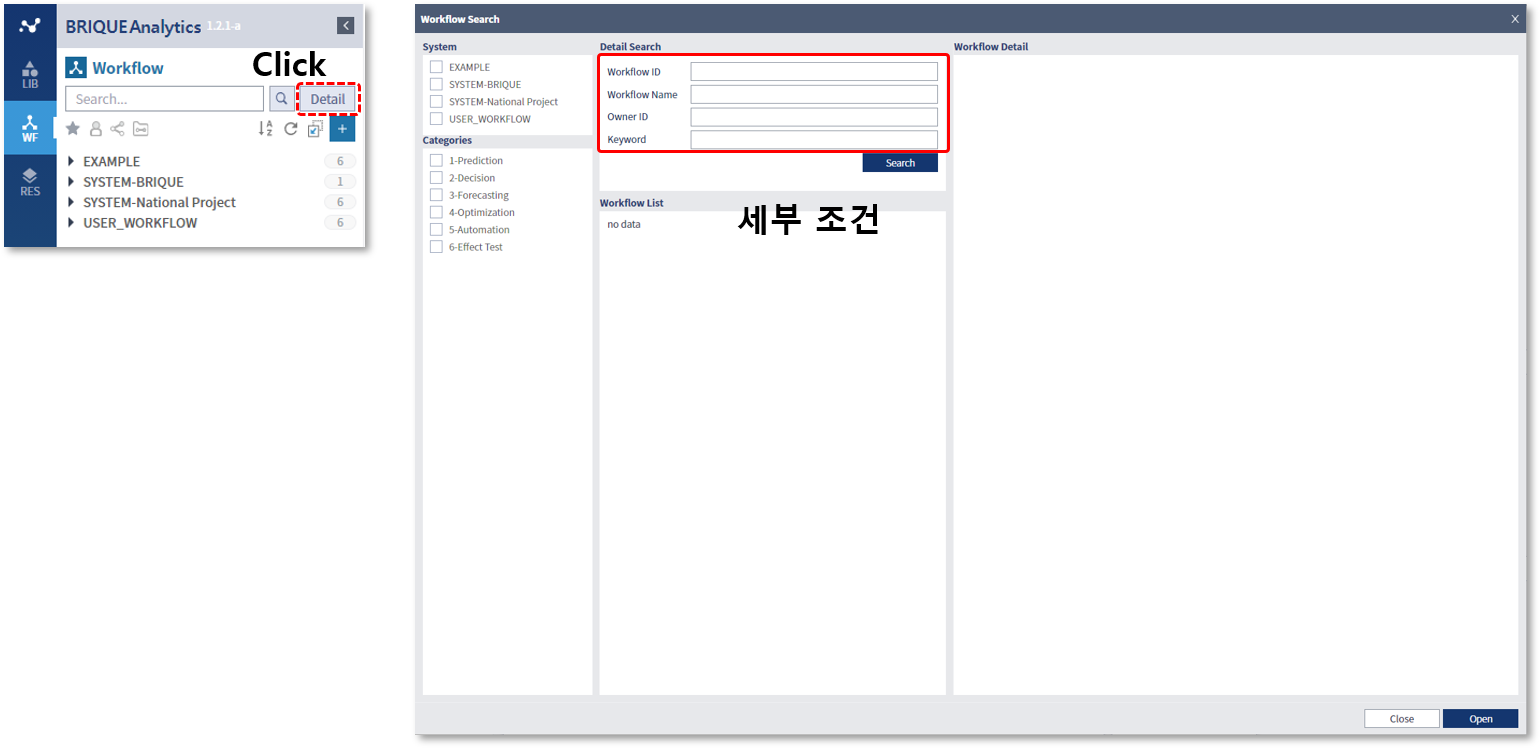 BRIQUEAnalytics 1.2.1-a
LIB
WF
RES
Workflow
Click
Search...
Detail
EXAMPLE 6
SYSTEM-BRIQUE 1
SYSTEM-National Project 6
USER_WORKFLOW 6
Workflow Search X
System
EXAMPLE
SYSTEM-BRIQUE
SYSTEM-National Project
USER_WORKFLOW
Categories
1-Prediction
2-Decision
3-Forecasting
4-Optimization
5-Automation
6-Effect Test
Detail Search
Workflow ID
Workflow Name
Owner ID
Keyword
Search
Workflow List
no data
세부 조건
Workflow Detail
Close
Open